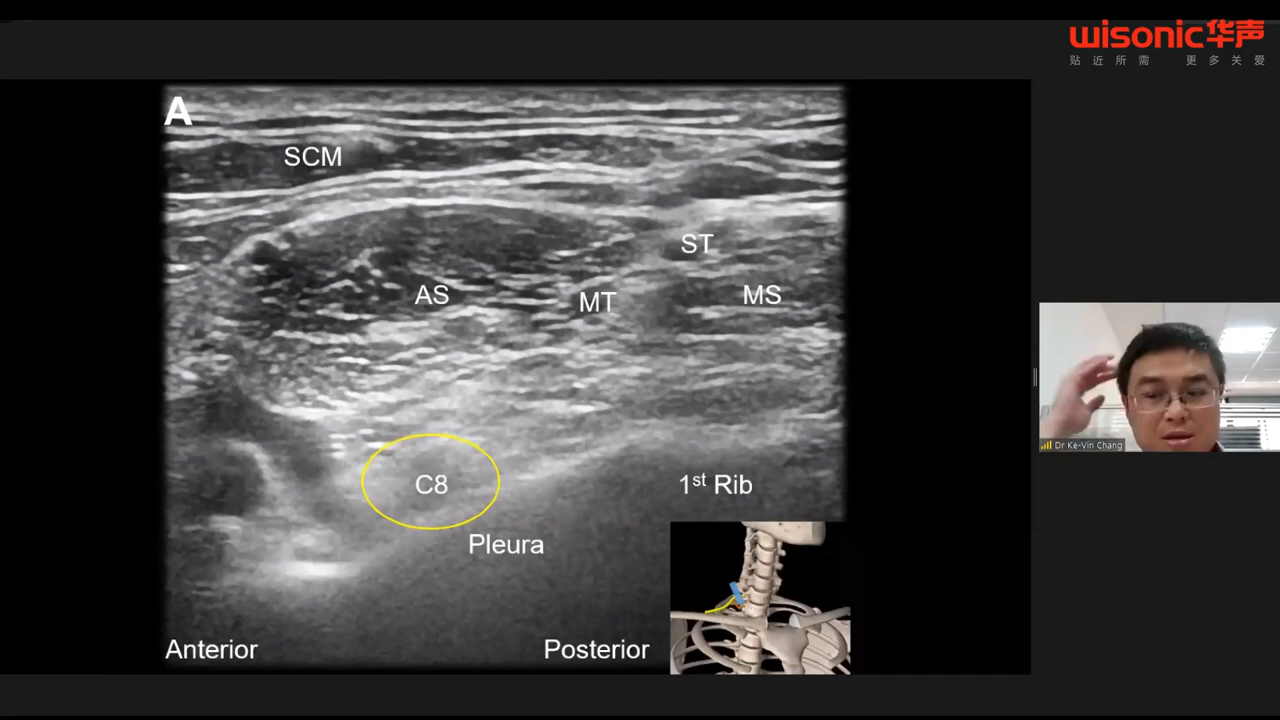 wisonic华声
贴近所需 更多关爱
A
SCM
ST
AS
MT
MS
C8
1st Rib
Pleura
Anterior
Posterior
Dr Ke-Vin Chang